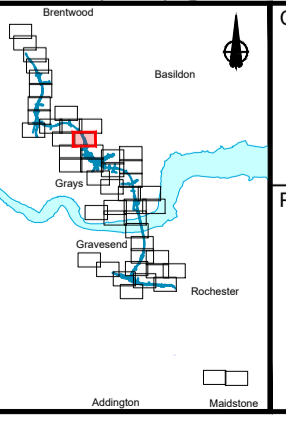 Brentwood
Basildon
Grays
Gravesend
Rochester
Addington
Maidstone